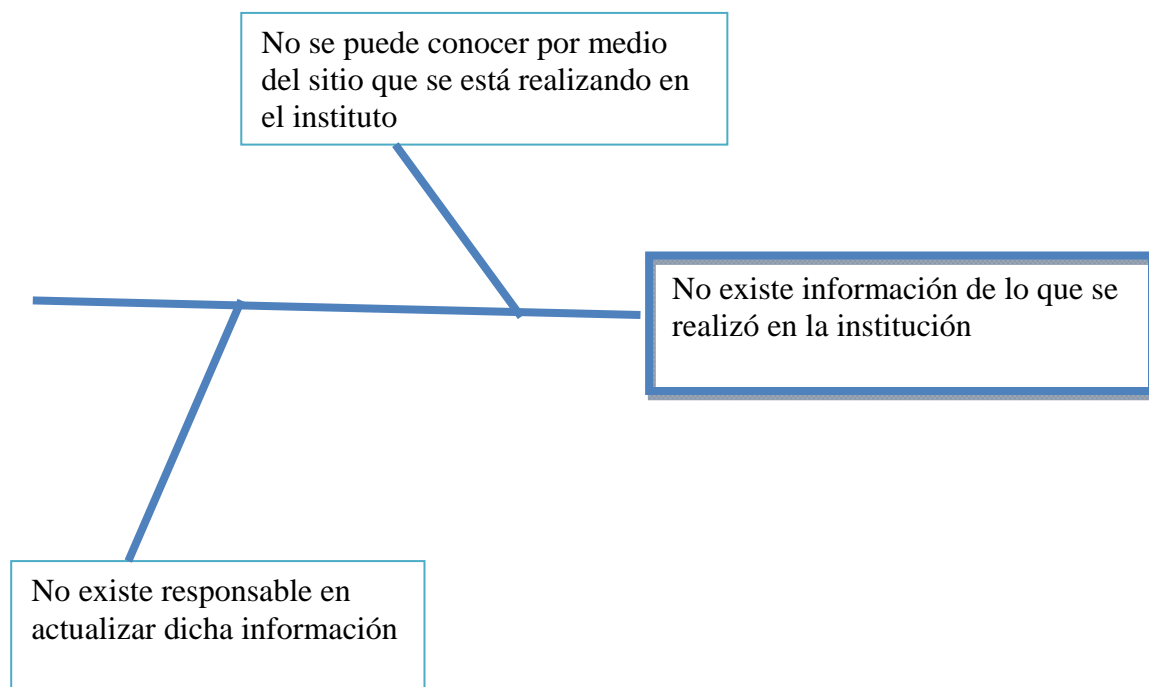 No se puede conocer por medio
del sitio que se está realizando en
el instituto
No existe información de lo que se
realizó en la institución
No existe responsable en
actualizar dicha información